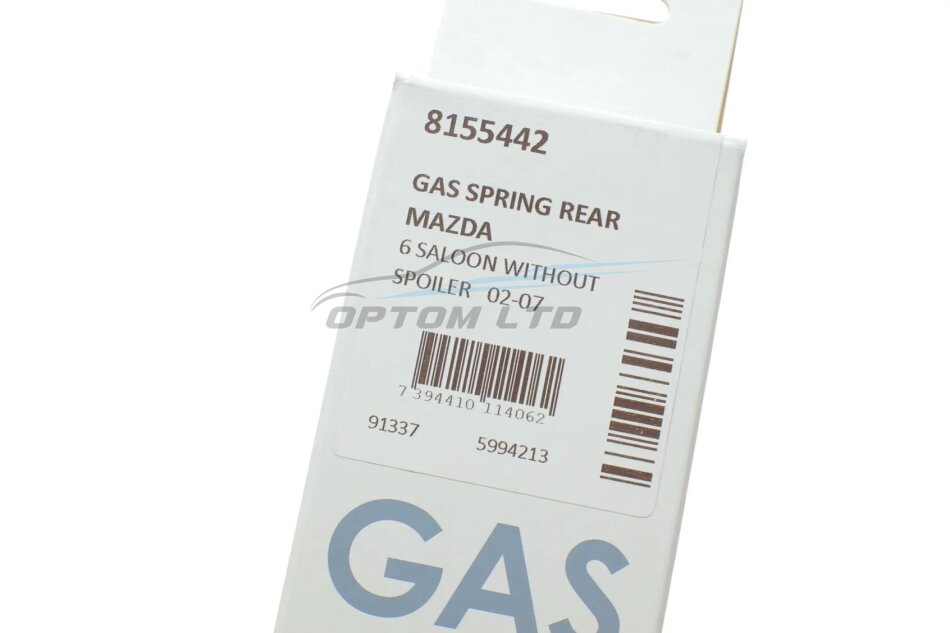 8155442
GAS SPRING REAR
MAZDA
6 SALOON WITHOUT
SPOILER 02-07
OPTOM LTD
7 394410 114062
91337 5994213
GAS